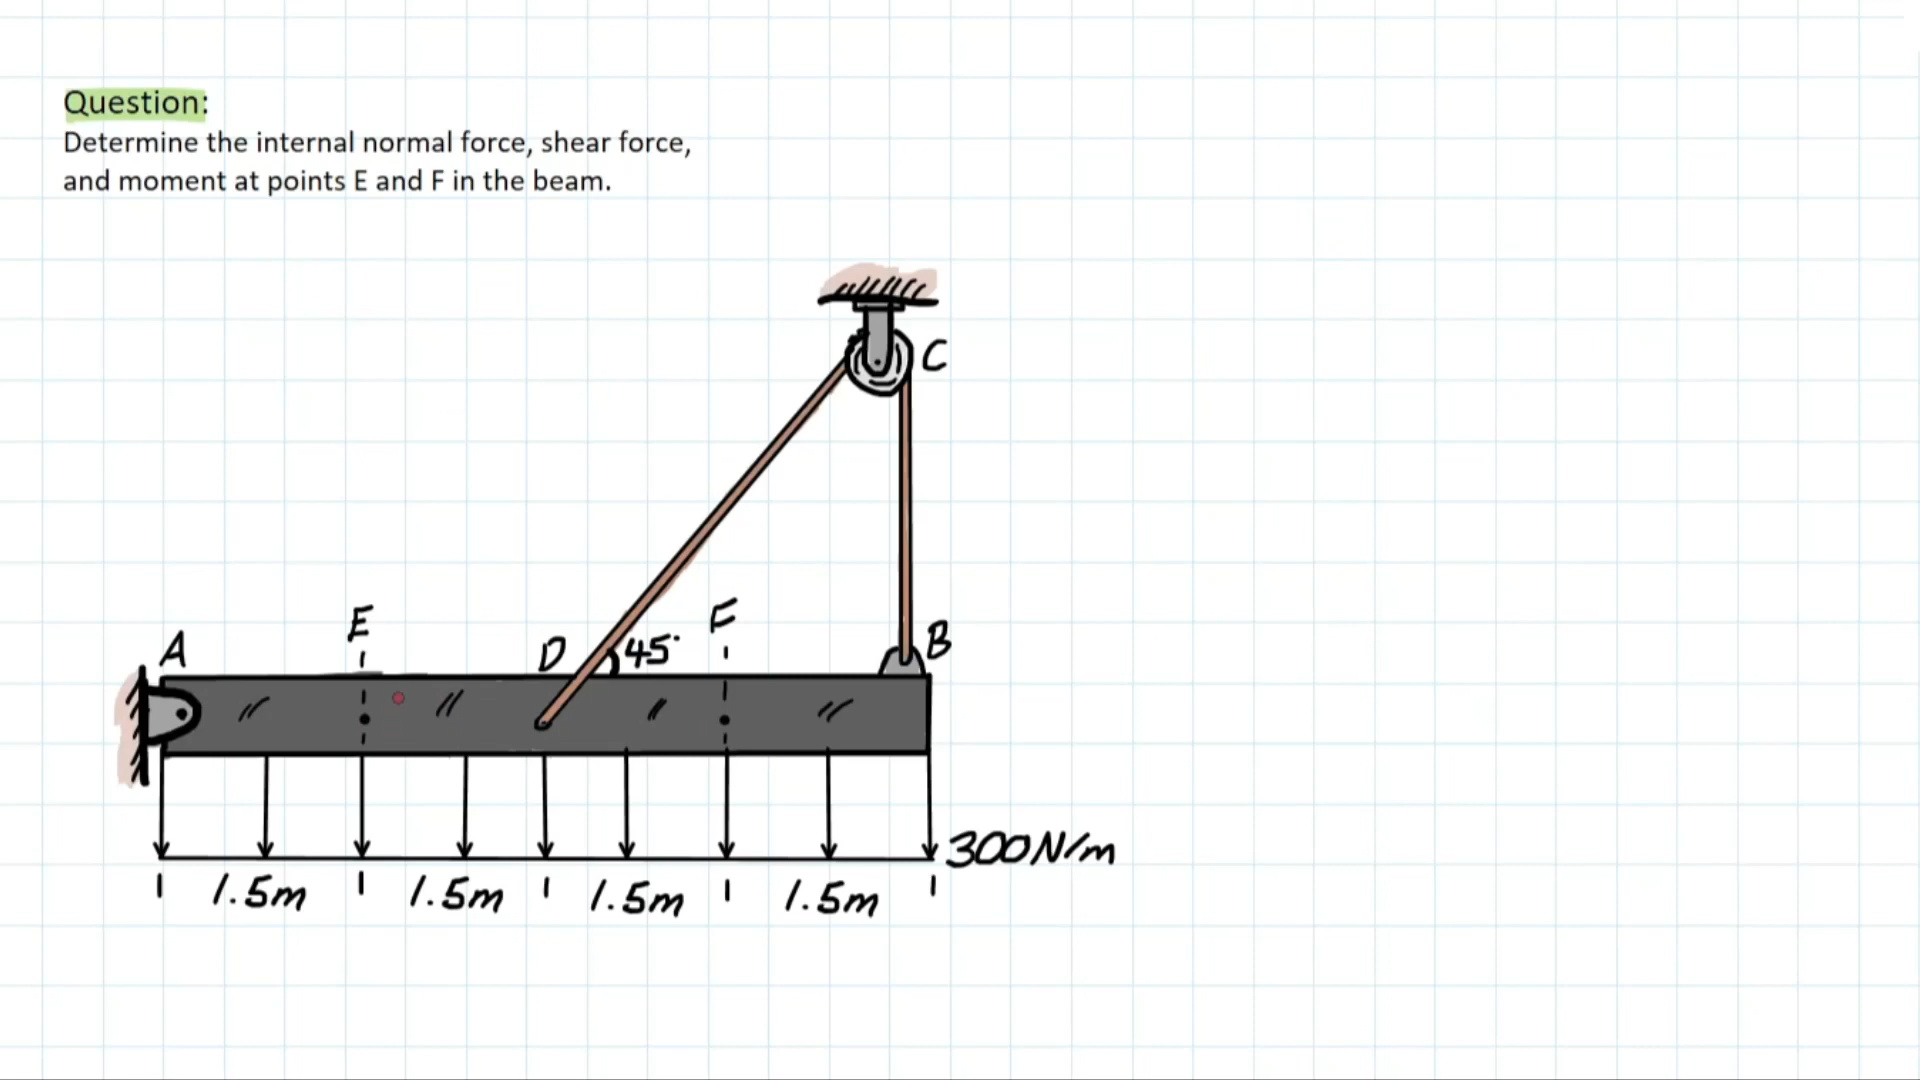 Question:
Determine the internal normal force, shear force,
and moment at points E and F in the beam.
C
A
E
D
45°
F
B
300N/m
1.5m
1.5m
1.5m
1.5m